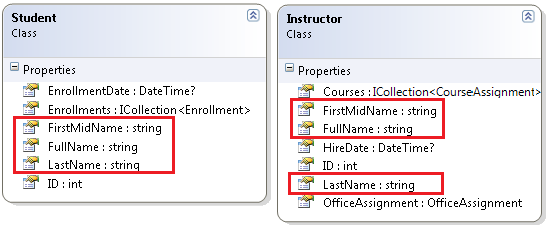 Student
Class
Properties
EnrollmentDate : DateTime?
Enrollments : ICollection<Enrollment>
FirstMidName : string
FullName : string
LastName : string
ID : int
Instructor
Class
Properties
Courses : ICollection<CourseAssignment>
FirstMidName : string
FullName : string
HireDate : DateTime?
ID : int
LastName : string
OfficeAssignment : OfficeAssignment